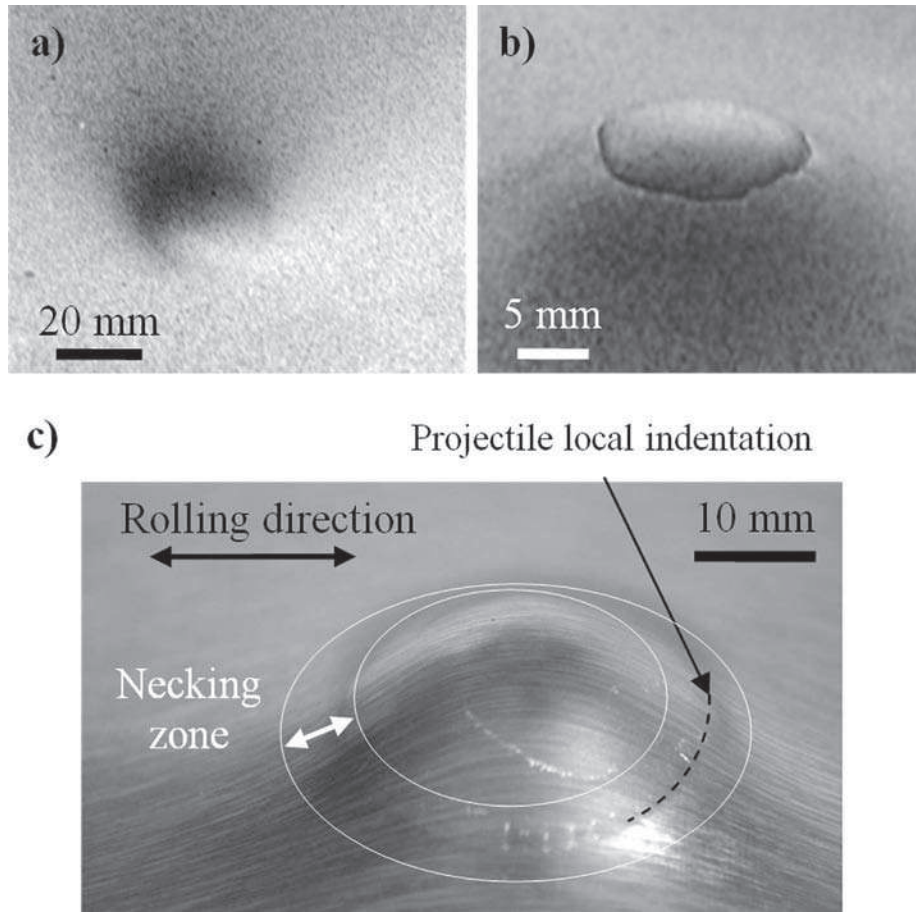 a)
20 mm
b)
5 mm
c)
Projectile local indentation
Rolling direction
10 mm
Necking
zone